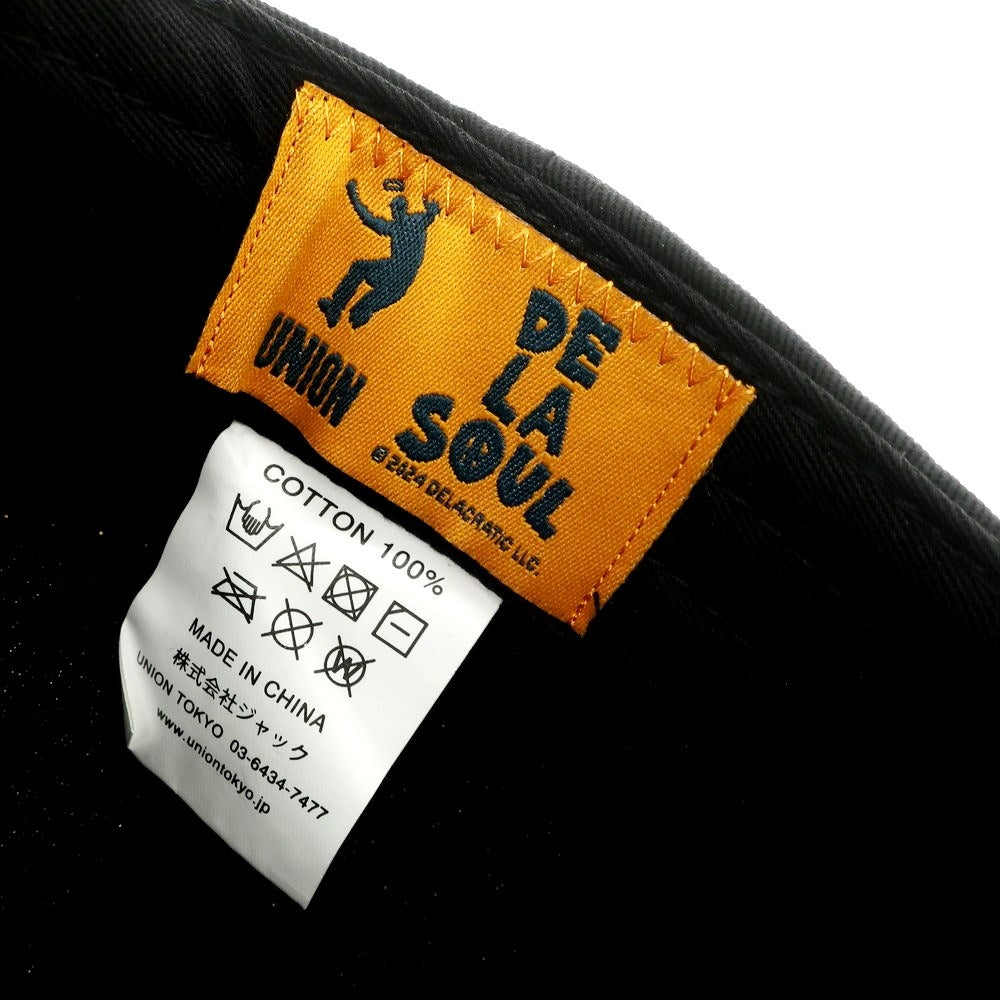 UNION
DE
LA
SOUL
© 2024 DELACRATIC LLC.
COTTON 100%
W
MADE IN CHINA
株式会社ジャック
UNION TOKYO 03-6434-7477
www.uniontokyo.jp